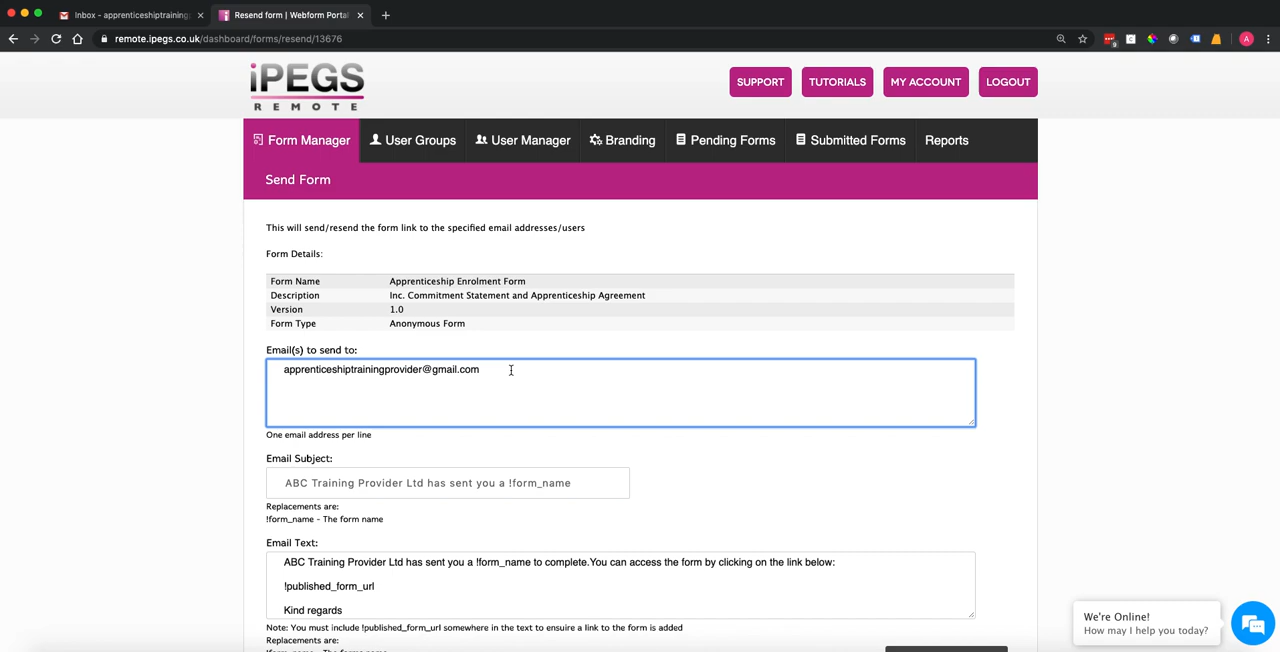 Inbox - apprenticeshiptraining
Resend form | Webform Portal
remote.ipegs.co.uk/dashboard/forms/resend/13676
iPEGS
REMOTE
SUPPORT
TUTORIALS
MY ACCOUNT
LOGOUT
Form Manager
User Groups
User Manager
Branding
Pending Forms
Submitted Forms
Reports
Send Form
This will send/resend the form link to the specified email addresses/users
Form Details:
Form Name Apprenticeship Enrolment Form
Description Inc. Commitment Statement and Apprenticeship Agreement
Version 1.0
Form Type Anonymous Form
Email(s) to send to:
apprenticeshiptrainingprovider@gmail.com
One email address per line
Email Subject:
ABC Training Provider Ltd has sent you a !form_name
Replacements are:
!form_name - The form name
Email Text:
ABC Training Provider Ltd has sent you a !form_name to complete.You can access the form by clicking on the link below:
!published_form_url
Kind regards
Note: You must include !published_form_url somewhere in the text to ensuire a link to the form is added
Replacements are:
We're Online!
How may I help you today?